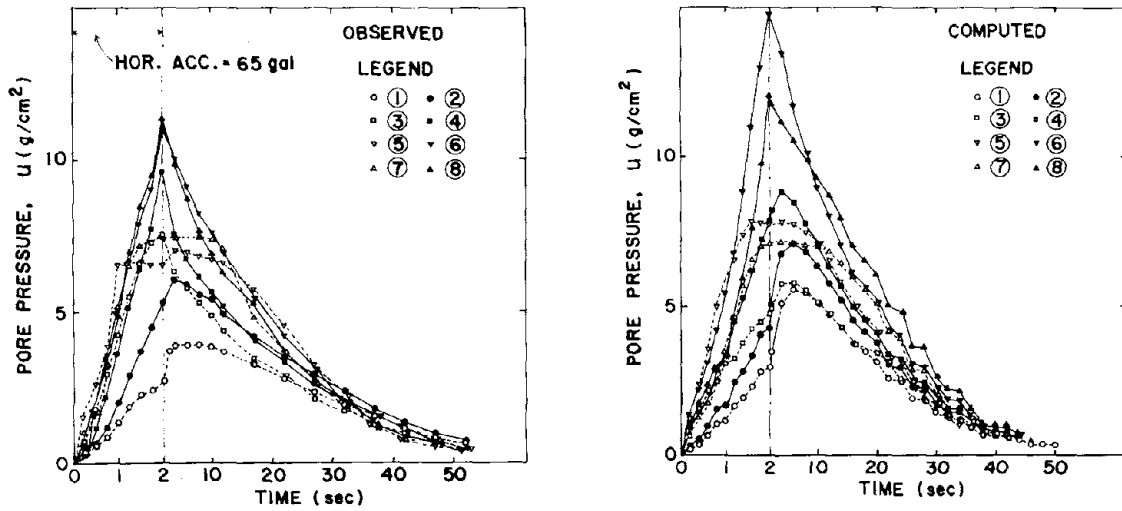 OBSERVED
HOR. ACC. = 65 gal
LEGEND
① ②
③ ④
⑤ ⑥
⑦ ⑧
PORE PRESSURE, u (g/cm²)
10
5
0
0 1 2 10 20 30 40 50
TIME (sec)
COMPUTED
LEGEND
① ②
③ ④
⑤ ⑥
⑦ ⑧
PORE PRESSURE, u (g/cm²)
10
5
0
0 1 2 10 20 30 40 50
TIME (sec)